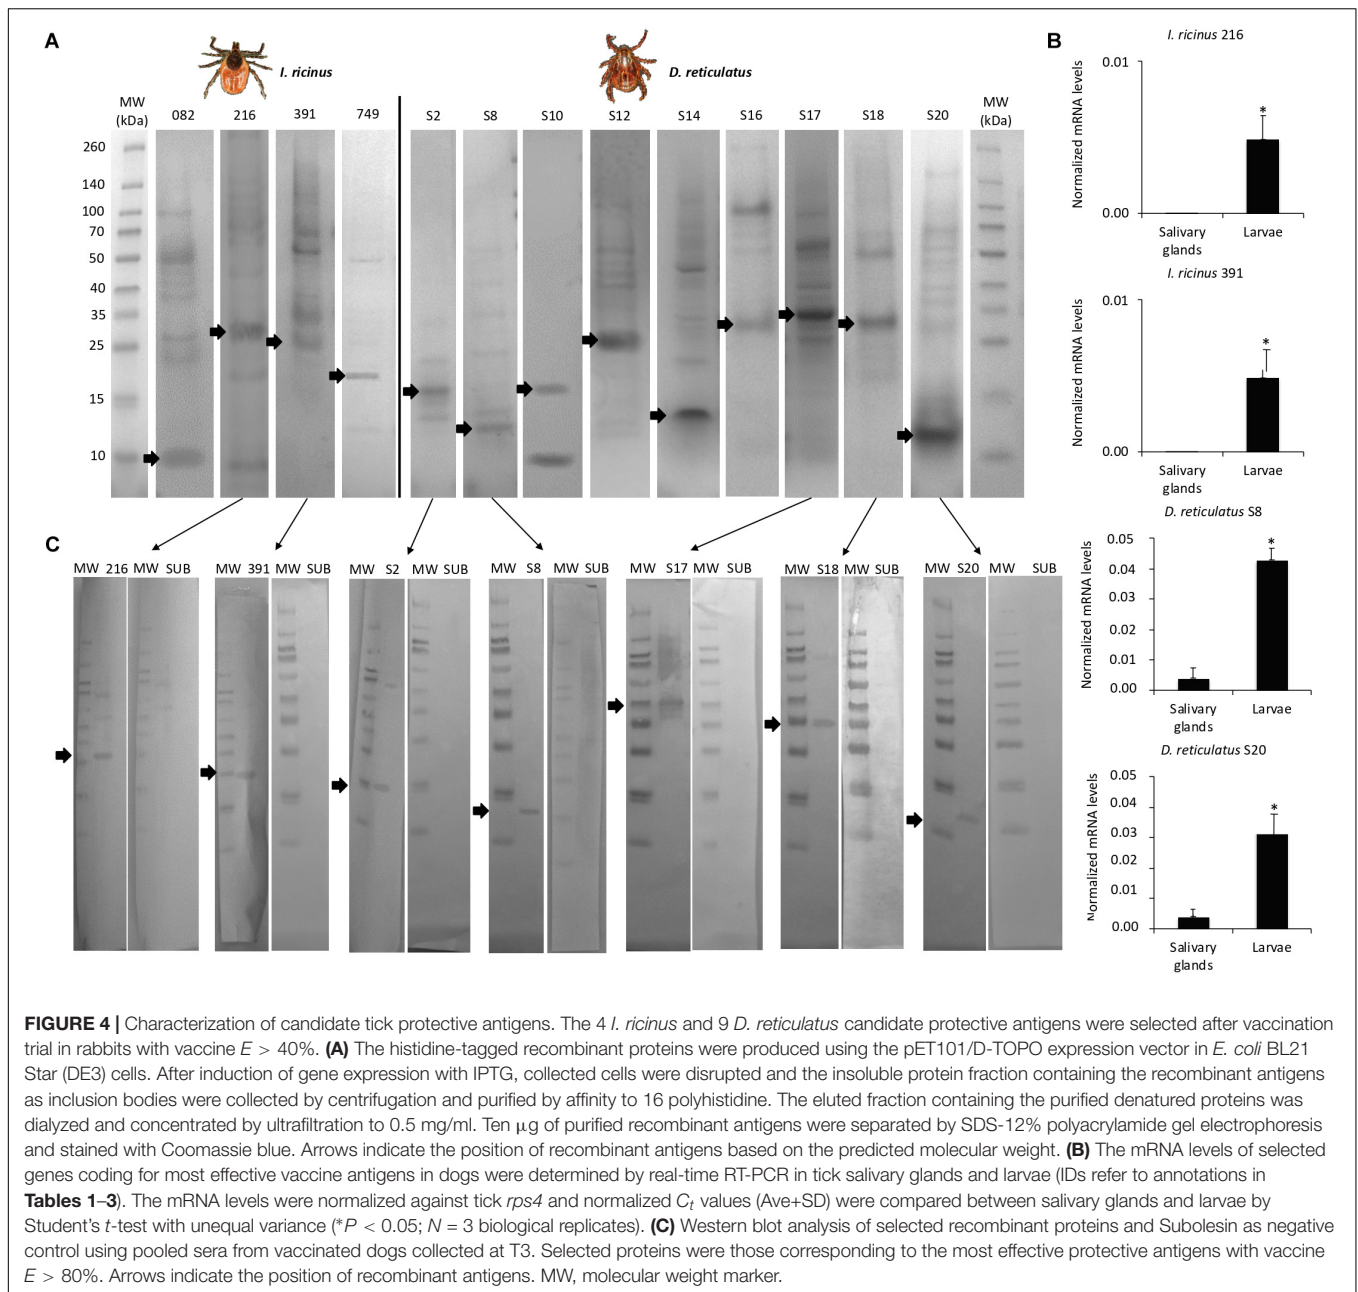 A
I. ricinus
D. reticulatus
MW
(kDa)
082 216 391 749 S2 S8 S10 S12 S14 S16 S17 S18 S20
MW
(kDa)
260
140
100
70
50
40
35
25
15
10
B
I. ricinus 216
Normalized mRNA levels
0.01
0.00
*
Salivary
glands
Larvae
I. ricinus 391
Normalized mRNA levels
0.01
0.00
*
Salivary
glands
Larvae
D. reticulatus S8
Normalized mRNA levels
0.05
0.04
0.03
0.02
0.01
0.00
*
Salivary
glands
Larvae
D. reticulatus S20
Normalized mRNA levels
0.05
0.04
0.03
0.02
0.01
0.00
*
Salivary
glands
Larvae
C
MW 216 MW SUB MW 391 MW SUB MW S2 MW SUB MW S8 MW SUB MW S17 MW SUB MW S18 MW SUB MW S20 MW SUB
FIGURE 4 | Characterization of candidate tick protective antigens. The 4 I. ricinus and 9 D. reticulatus candidate protective antigens were selected after vaccination
trial in rabbits with vaccine E > 40%. (A) The histidine-tagged recombinant proteins were produced using the pET101/D-TOPO expression vector in E. coli BL21
Star (DE3) cells. After induction of gene expression with IPTG, collected cells were disrupted and the insoluble protein fraction containing the recombinant antigens
as inclusion bodies were collected by centrifugation and purified by affinity to 16 polyhistidine. The eluted fraction containing the purified denatured proteins was
dialyzed and concentrated by ultrafiltration to 0.5 mg/ml. Ten μg of purified recombinant antigens were separated by SDS-12% polyacrylamide gel electrophoresis
and stained with Coomassie blue. Arrows indicate the position of recombinant antigens based on the predicted molecular weight. (B) The mRNA levels of selected
genes coding for most effective vaccine antigens in dogs were determined by real-time RT-PCR in tick salivary glands and larvae (IDs refer to annotations in
Tables 1–3). The mRNA levels were normalized against tick rps4 and normalized Ct values (Ave+SD) were compared between salivary glands and larvae by
Student's t-test with unequal variance (*P < 0.05; N = 3 biological replicates). (C) Western blot analysis of selected recombinant proteins and Subolesin as negative
control using pooled sera from vaccinated dogs collected at T3. Selected proteins were those corresponding to the most effective protective antigens with vaccine
E > 80%. Arrows indicate the position of recombinant antigens. MW, molecular weight marker.